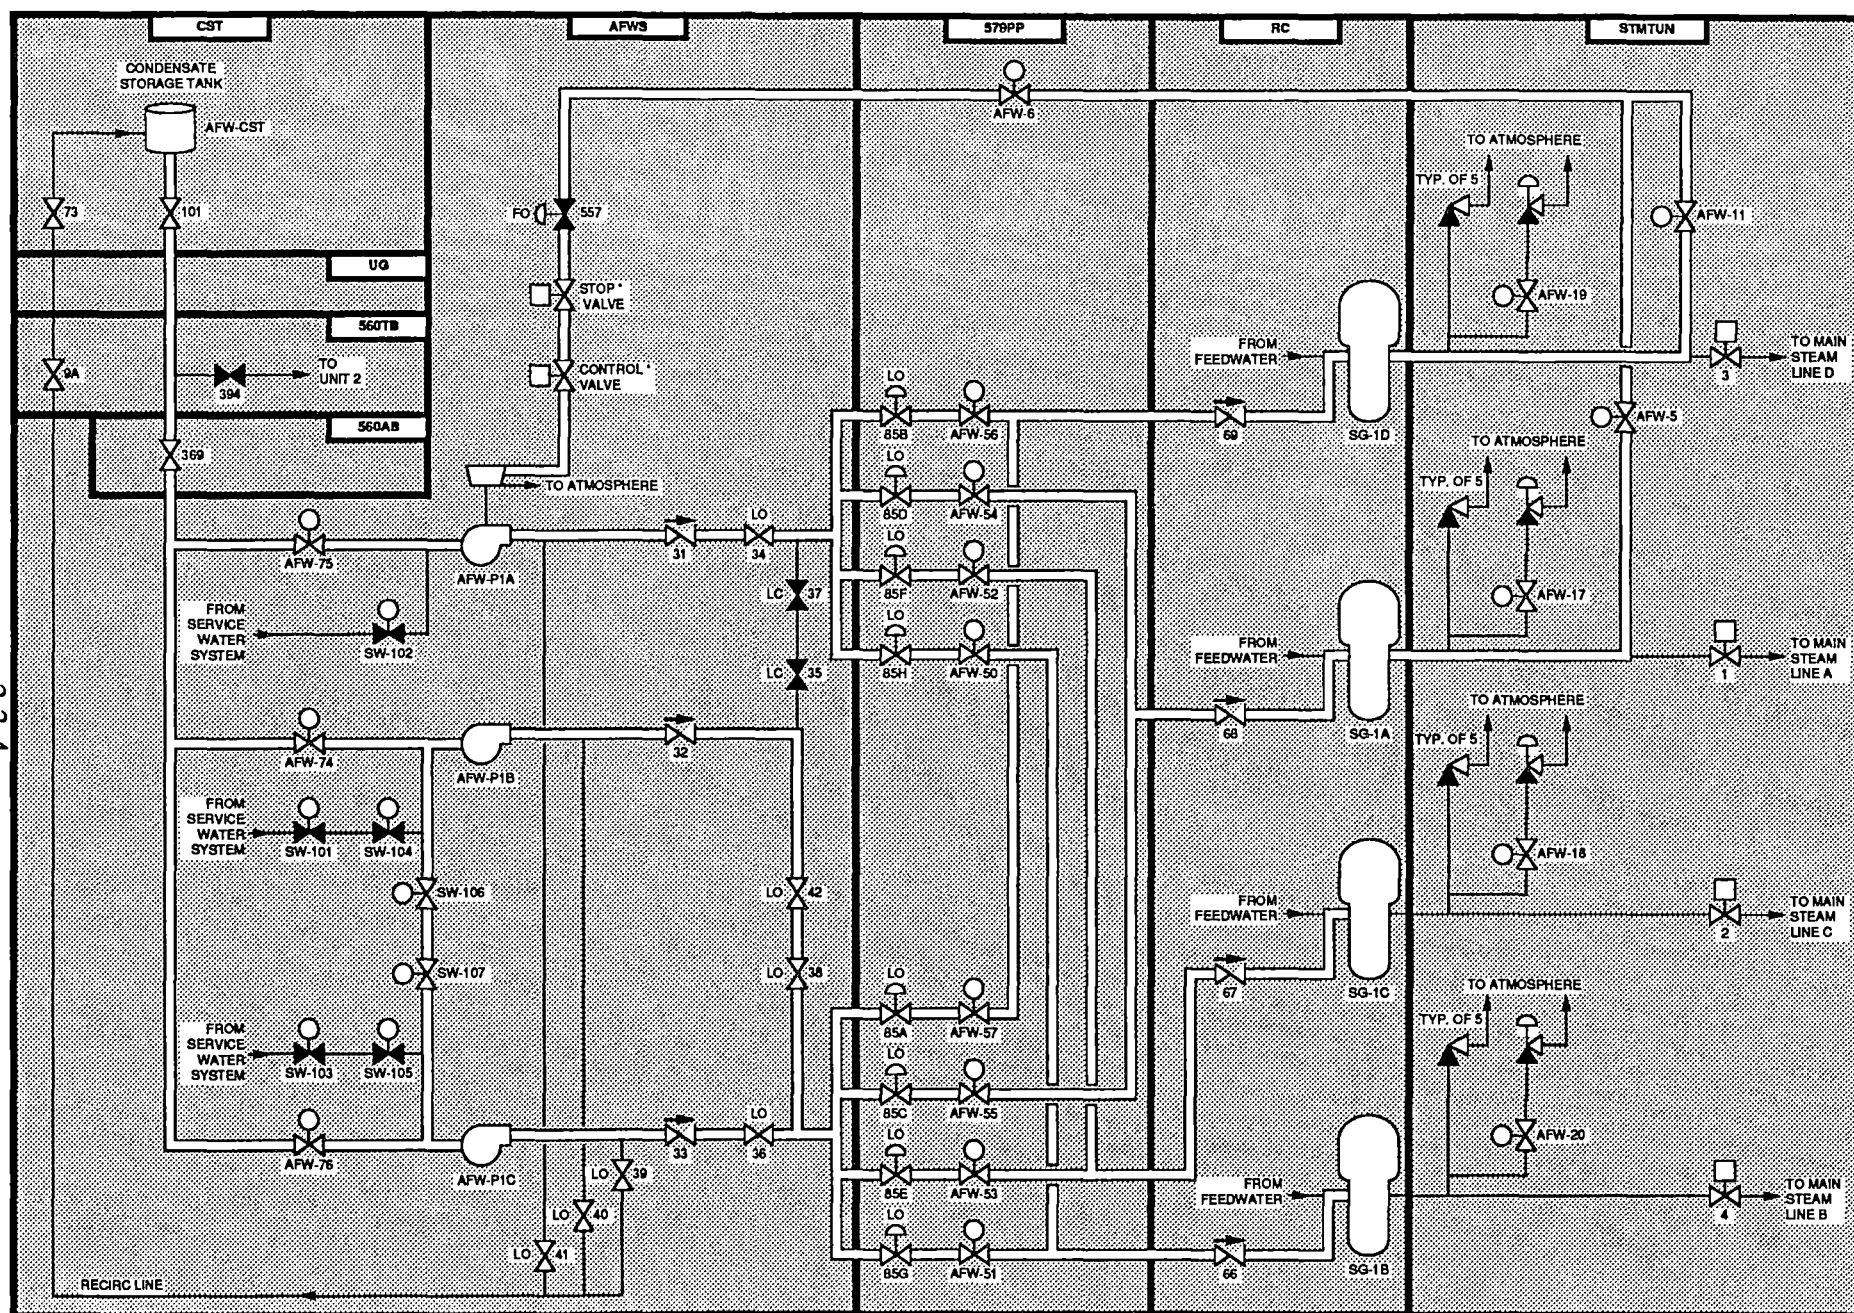 CST
AFWS
579PP
RC
STMTUN
CONDENSATE
STORAGE TANK
AFW-CST
73
101
UG
560TB
9A
394
TO
UNIT 2
560AB
369
FO
557
STOP *
VALVE
CONTROL *
VALVE
TO ATMOSPHERE
AFW-75
AFW-P1A
31
LO
34
LC
37
LC
35
FROM
SERVICE
WATER
SYSTEM
SW-102
AFW-74
AFW-P1B
32
FROM
SERVICE
WATER
SYSTEM
SW-101
SW-104
SW-106
SW-107
LO
42
LO
38
FROM
SERVICE
WATER
SYSTEM
SW-103
SW-105
AFW-76
AFW-P1C
33
LO
36
LO
39
LO
40
LO
41
RECIRC LINE
AFW-6
LO
85B
AFW-56
LO
85D
AFW-54
LO
85F
AFW-52
LO
85H
AFW-50
LO
85A
AFW-57
LO
85C
AFW-55
LO
85E
AFW-53
LO
85G
AFW-51
FROM
FEEDWATER
69
SG-1D
FROM
FEEDWATER
68
SG-1A
FROM
FEEDWATER
67
SG-1C
FROM
FEEDWATER
66
SG-1B
TO ATMOSPHERE
TYP. OF 5
AFW-11
AFW-19
3
TO MAIN
STEAM
LINE D
AFW-5
TO ATMOSPHERE
TYP. OF 5
AFW-17
1
TO MAIN
STEAM
LINE A
TO ATMOSPHERE
TYP. OF 5
AFW-18
2
TO MAIN
STEAM
LINE C
TO ATMOSPHERE
TYP. OF 5
AFW-20
4
TO MAIN
STEAM
LINE B